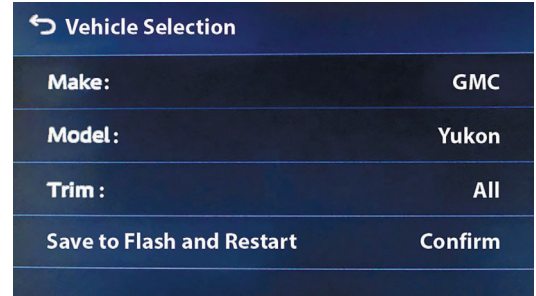 Vehicle Selection
Make: GMC
Model: Yukon
Trim: All
Save to Flash and Restart Confirm